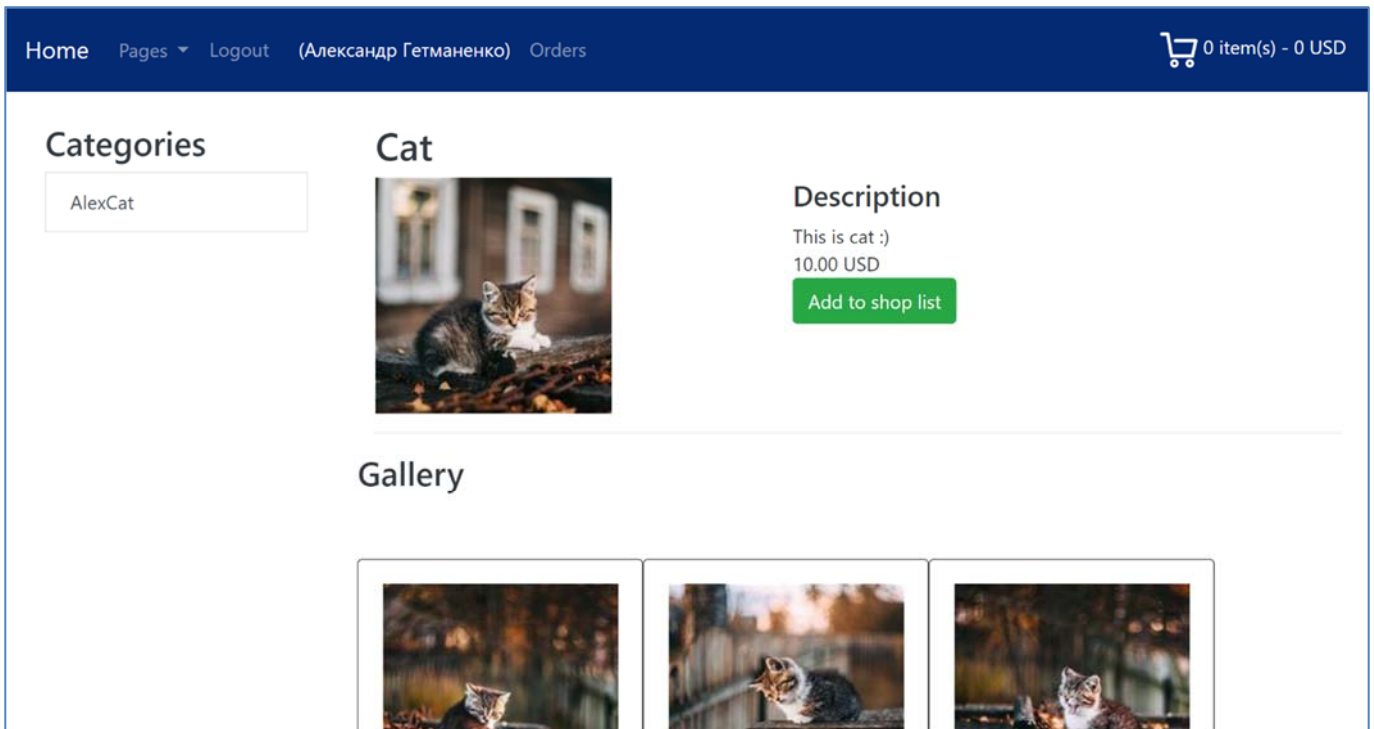 Home Pages Logout (Александр Гетманенко) Orders 0 item(s) - 0 USD
Categories
AlexCat
Cat
Description
This is cat :)
10.00 USD
Add to shop list
Gallery